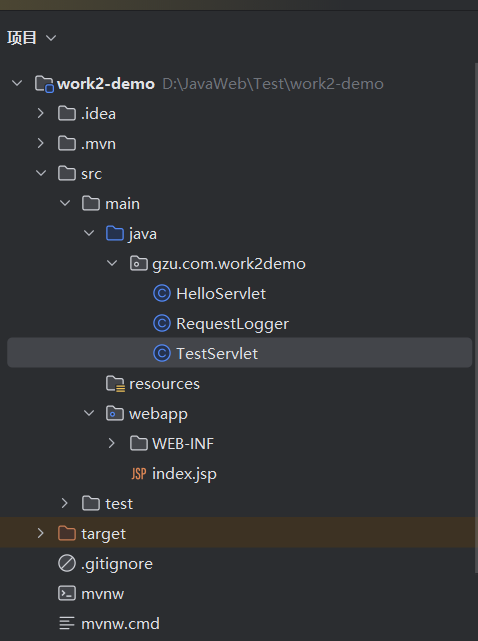 项目
work2-demo D:\JavaWeb\Test\work2-demo
.idea
.mvn
src
main
java
gzu.com.work2demo
C HelloServlet
C RequestLogger
C TestServlet
resources
webapp
WEB-INF
JSP index.jsp
test
target
.gitignore
mvnw
mvnw.cmd